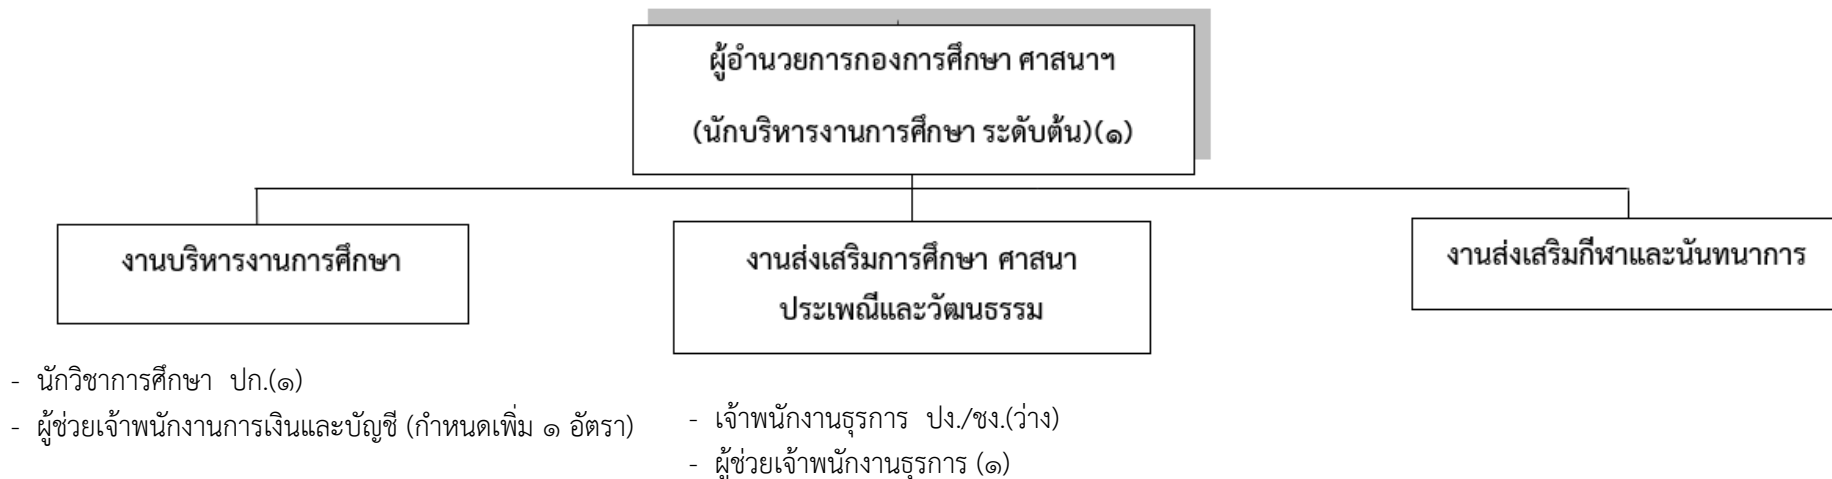 ผู้อำนวยการกองการศึกษา ศาสนาฯ
(นักบริหารงานการศึกษา ระดับต้น)(๑)
งานบริหารงานการศึกษา
งานส่งเสริมการศึกษา ศาสนา
ประเพณีและวัฒนธรรม
งานส่งเสริมกีฬาและนันทนาการ
- นักวิชาการศึกษา ปก.(๑)
- ผู้ช่วยเจ้าพนักงานการเงินและบัญชี (กำหนดเพิ่ม ๑ อัตรา)
- เจ้าพนักงานธุรการ ปง./ชง.(ว่าง)
- ผู้ช่วยเจ้าพนักงานธุรการ (๑)